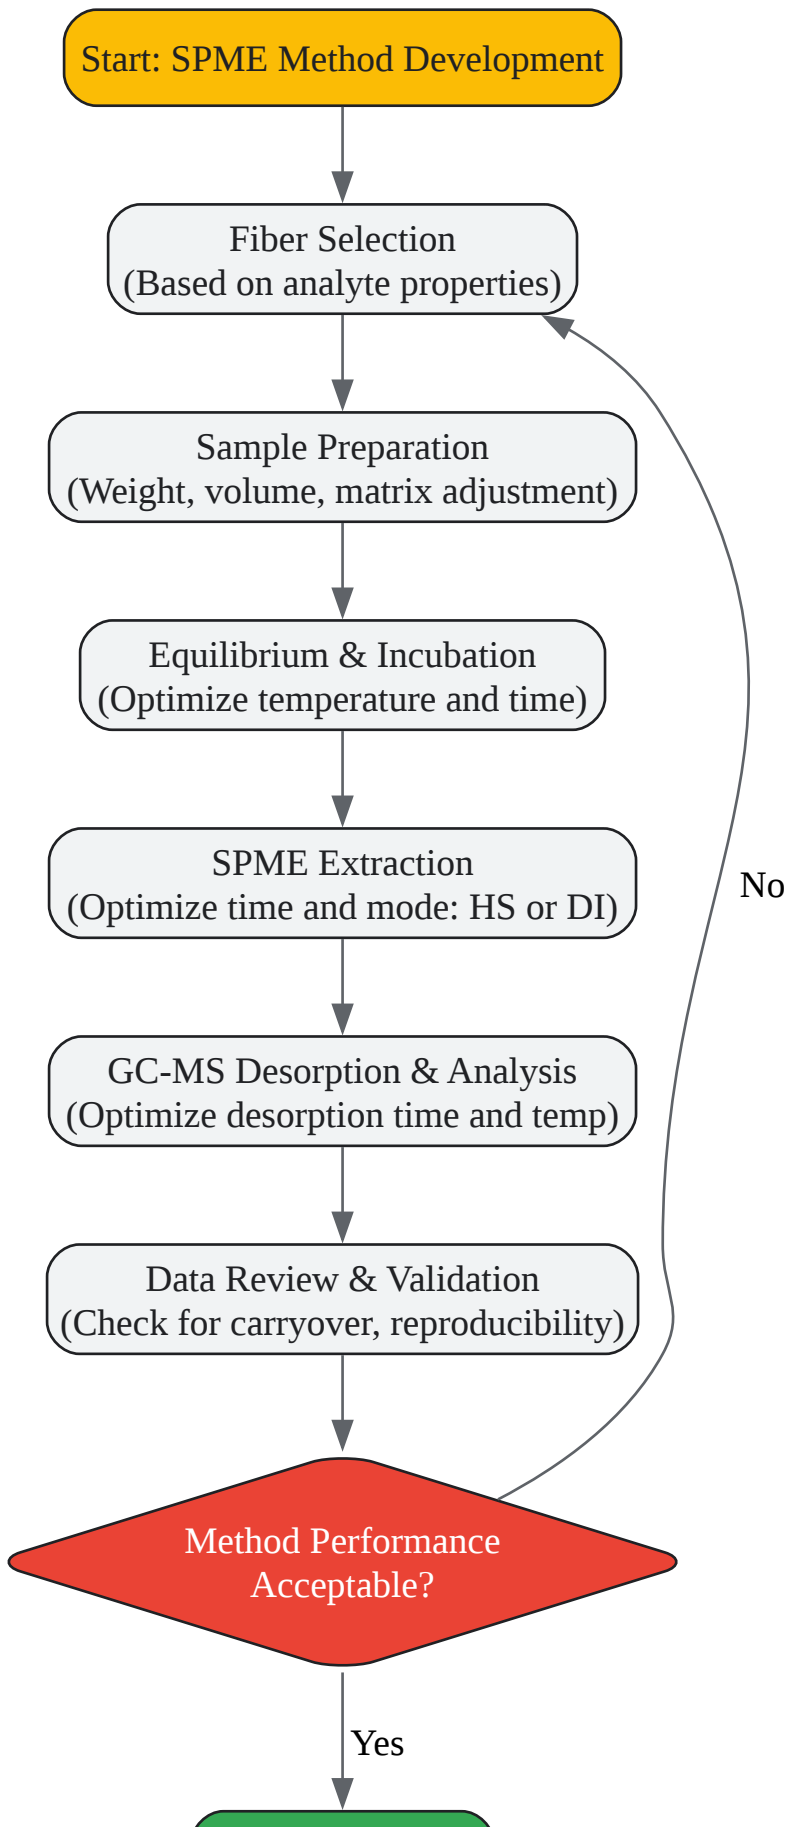 Start: SPME Method Development
Fiber Selection
(Based on analyte properties)
Sample Preparation
(Weight, volume, matrix adjustment)
Equilibrium & Incubation
(Optimize temperature and time)
SPME Extraction
(Optimize time and mode: HS or DI)
No
GC-MS Desorption & Analysis
(Optimize desorption time and temp)
Data Review & Validation
(Check for carryover, reproducibility)
Method Performance
Acceptable?
Yes